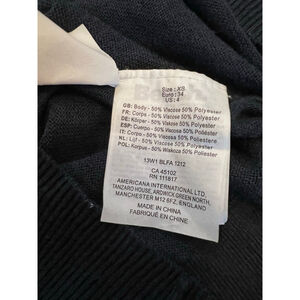 Size : XS
Euro : 34
US : 4
GB: Body - 50% Viscose 50% Polyester
FR: Corps - 50% Viscose 50% Polyester
DE: Körper - 50% Viskose 50% Polyester
ESP: Cuerpo - 50% Viscosa 50% Poliéster
IT: Corpo - 50% Viscosa 50% Poliestere
NL: Lijf - 50% Viscose 50% Polyester
POL: Korpus - 50% Wiskoza 50% Poliester
13W1 BLFA 1212
CA 45102
RN 111817
AMERICANA INTERNATIONAL LTD,
TANZARO HOUSE, ARDWICK GREEN NORTH,
MANCHESTER M12 6FZ, ENGLAND
MADE IN CHINA
FABRIQUÉ EN CHINE